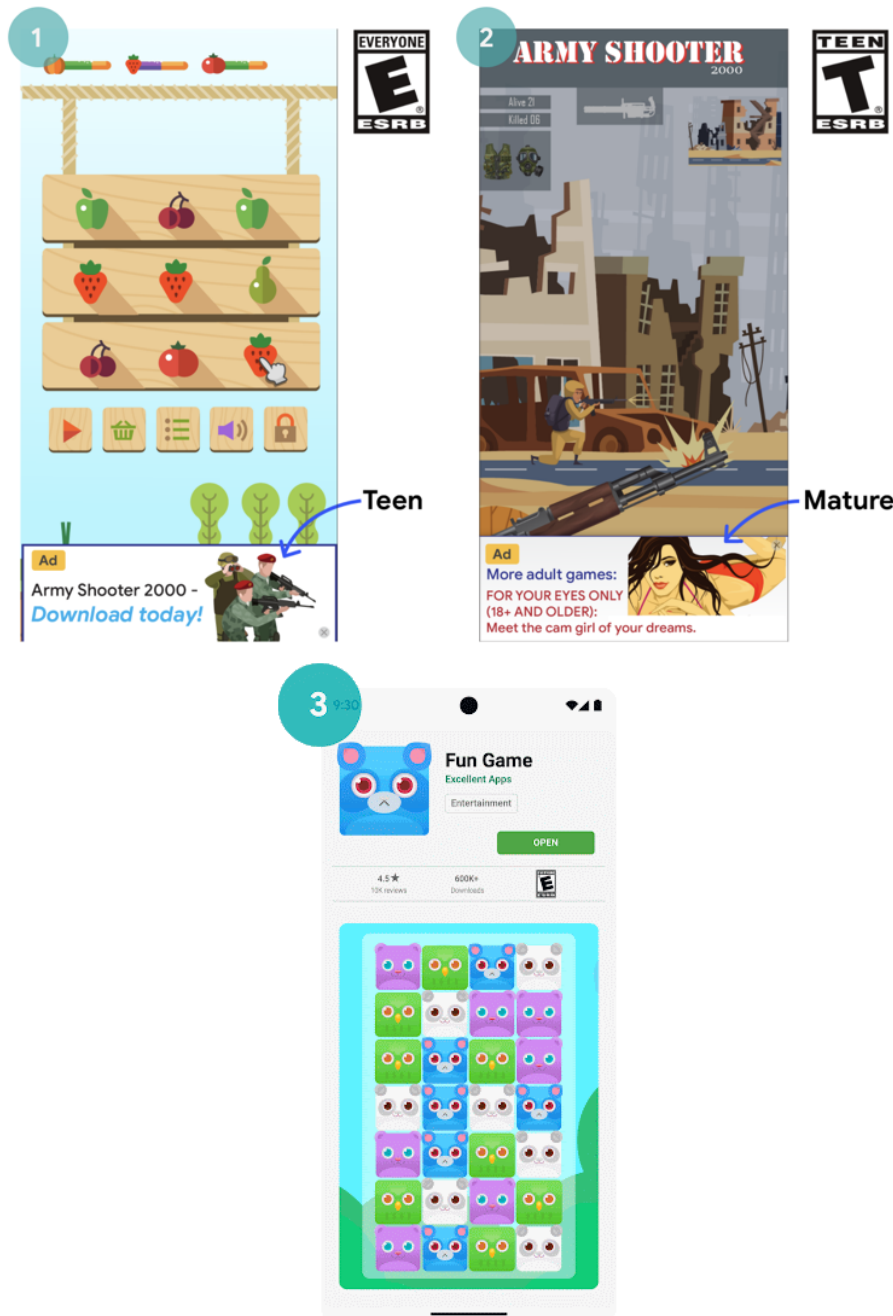 1
EVERYONE
E
®
ESRB
Teen
Ad
Army Shooter 2000 -
Download today!
2
ARMY SHOOTER
2000
TEEN
T
®
ESRB
Alive 21
Killed 06
Mature
Ad
More adult games:
FOR YOUR EYES ONLY
(18+ AND OLDER):
Meet the cam girl of your dreams.
3
9:30
Fun Game
Excellent Apps
Entertainment
OPEN
4.5★
600K+
E
10K reviews
Downloads